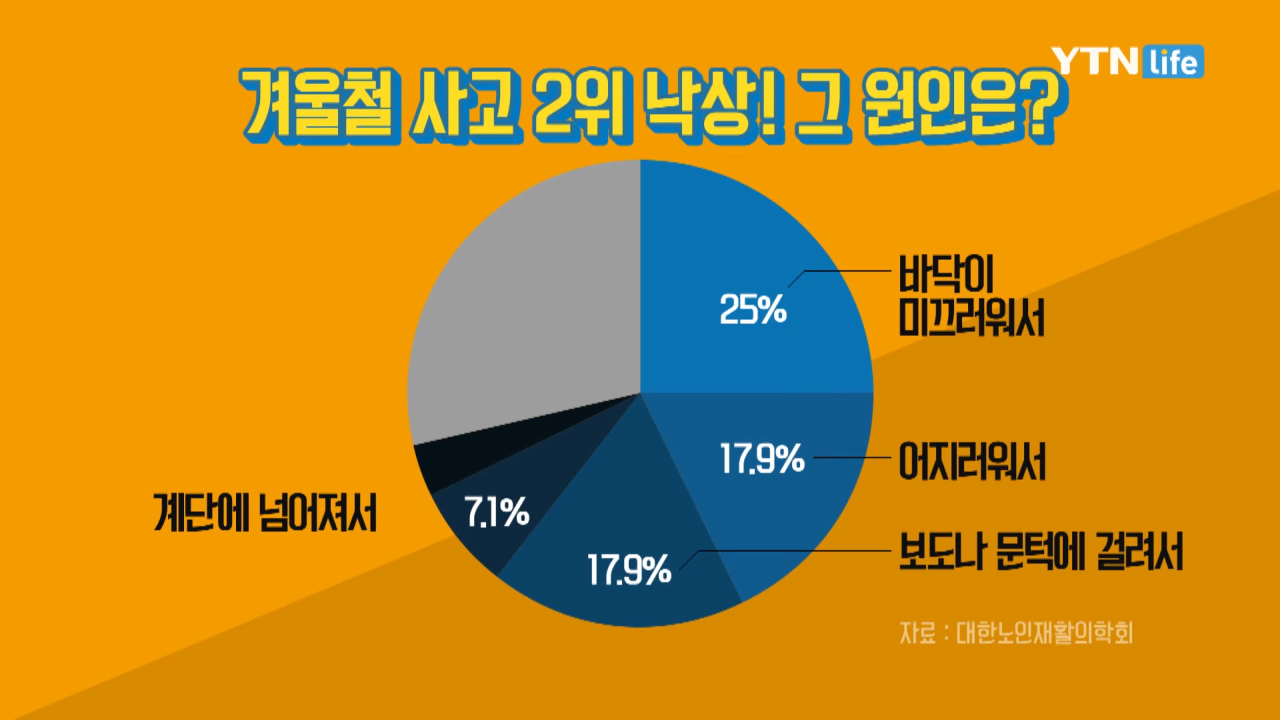 YTN life
겨울철 사고 2위 낙상! 그 원인은?
25%
바닥이
미끄러워서
17.9%
어지러워서
17.9%
보도나 문턱에 걸려서
7.1%
계단에 넘어져서
자료 : 대한노인재활의학회